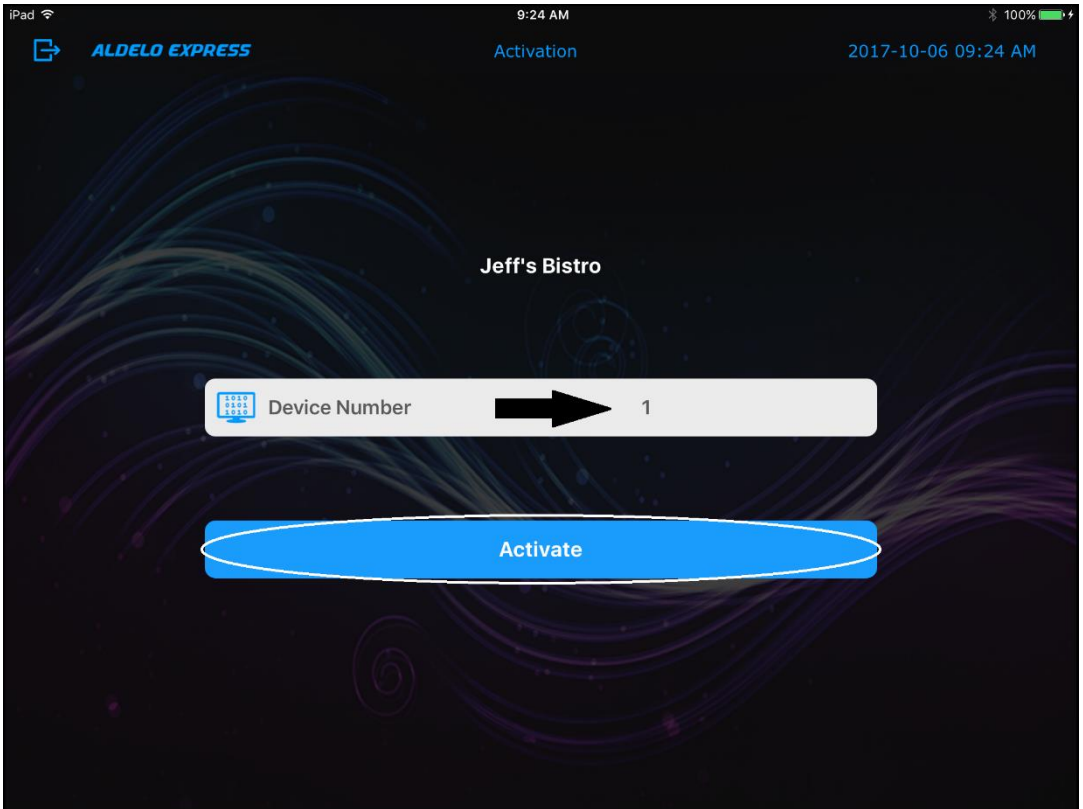 iPad 9:24 AM 100%
ALDELO EXPRESS Activation 2017-10-06 09:24 AM
Jeff's Bistro
1010
0101
1010
Device Number 1
Activate